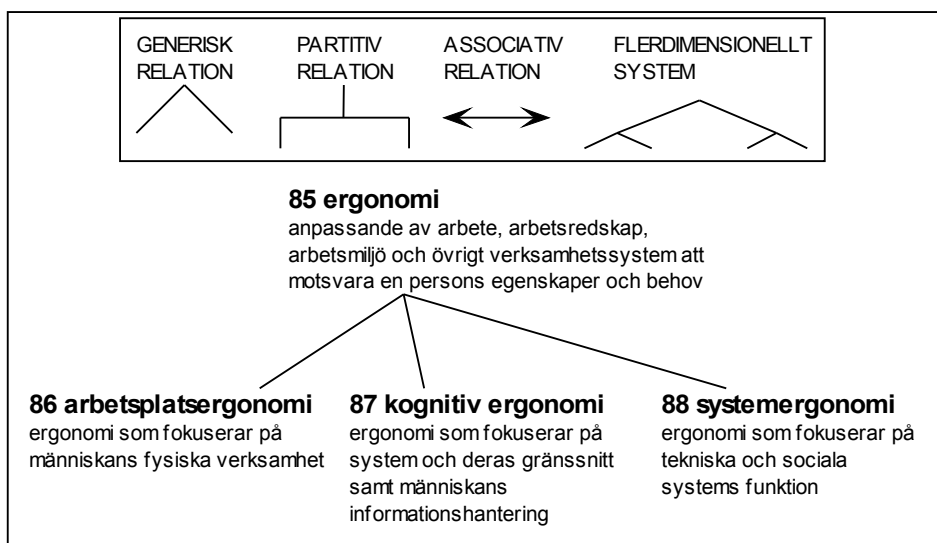 GENERISK RELATION
PARTITIV RELATION
ASSOCIATIV RELATION
FLERDIMENSIONELLT SYSTEM
85 ergonomi
anpassande av arbete, arbetsredskap,
arbetsmiljö och övrigt verksamhetssystem att
motsvara en persons egenskaper och behov
86 arbetsplatsergonomi
ergonomi som fokuserar på
människans fysiska verksamhet
87 kognitiv ergonomi
ergonomi som fokuserar på
system och deras gränssnitt
samt människans
informationshantering
88 systemergonomi
ergonomi som fokuserar på
tekniska och sociala
systems funktion